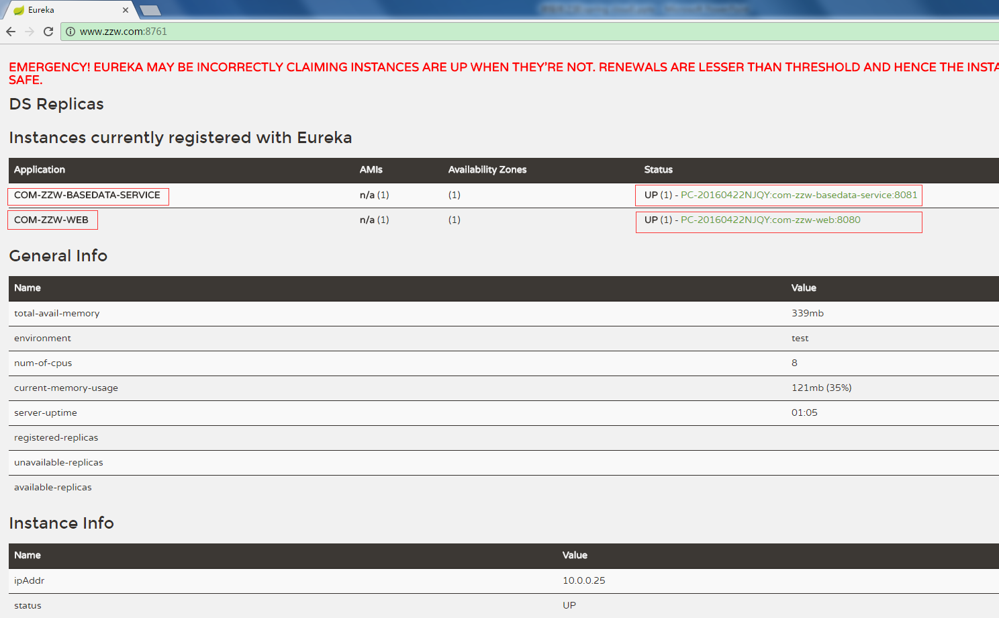 Eureka
www.zzw.com:8761
EMERGENCY! EUREKA MAY BE INCORRECTLY CLAIMING INSTANCES ARE UP WHEN THEY'RE NOT. RENEWALS ARE LESSER THAN THRESHOLD AND HENCE THE
SAFE.
DS Replicas
Instances currently registered with Eureka
Application AMIs Availability Zones Status
COM-ZZW-BASEDATA-SERVICE n/a (1) (1) UP (1) - PC-20160422NJQY:com-zzw-basedata-service:8081
COM-ZZW-WEB n/a (1) (1) UP (1) - PC-20160422NJQY:com-zzw-web:8080
General Info
Name Value
total-avail-memory 339mb
environment test
num-of-cpus 8
current-memory-usage 121mb (35%)
server-uptime 01:05
registered-replicas
unavailable-replicas
available-replicas
Instance Info
Name Value
ipAddr 10.0.0.25
status UP